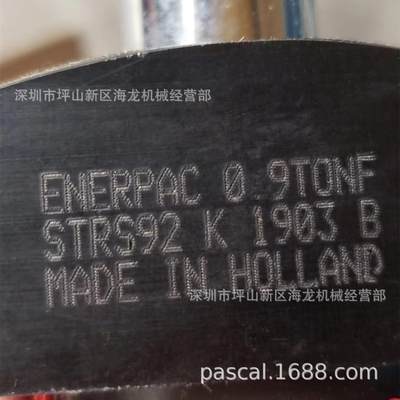 深圳市坪山新区海龙机械经营部
ENERPAC 0.9TONF
STRS92 K 1903 B
MADE IN HOLLAND
深圳市坪山新区海龙机械经营部
pascal.1688.com